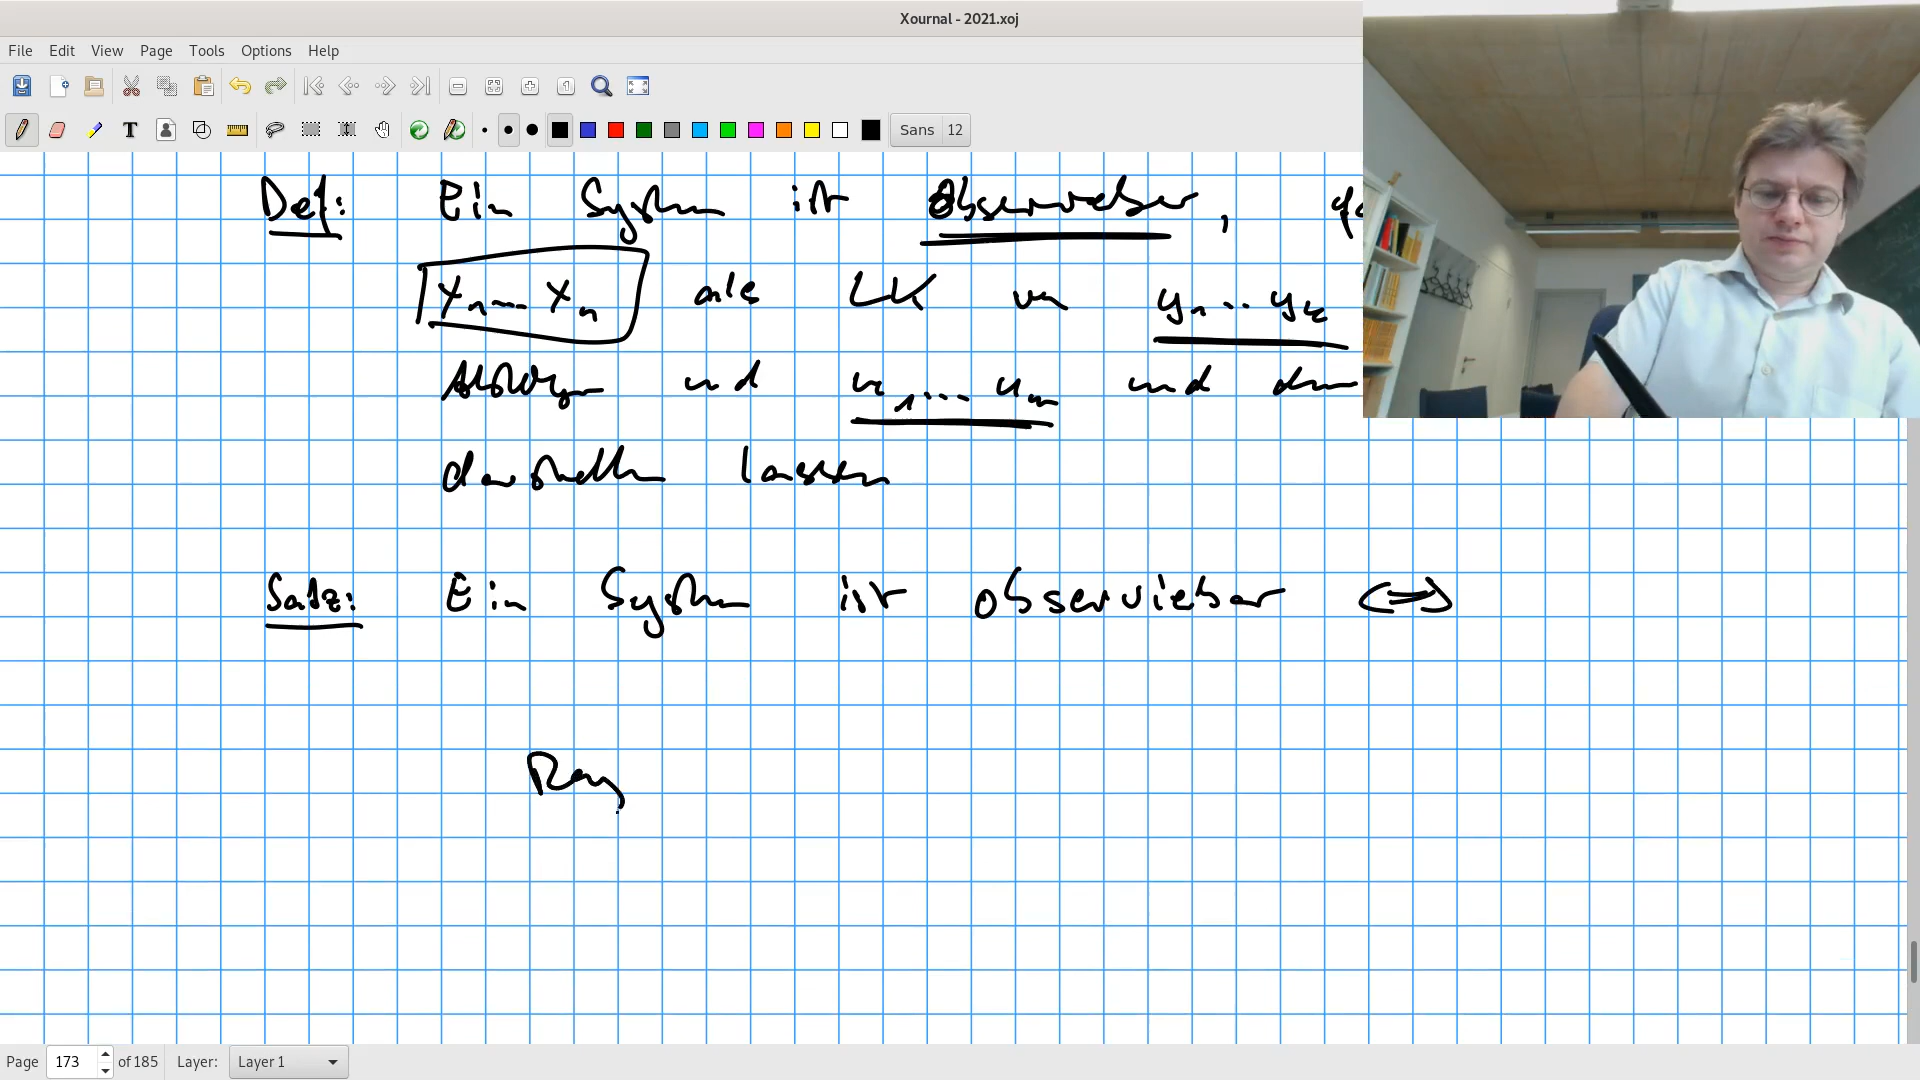 Xournal - 2021.xoj
File Edit View Page Tools Options Help
Sans 12
Def: Ein System ist observierbar,
x₁ ... xₙ als LK von y₁ ... yₖ
Ableitungen und u₁ ... uₘ und deren
darstellen lassen
Satz: Ein System ist observierbar ⟺
Rang
Page 173 of 185 Layer: Layer 1